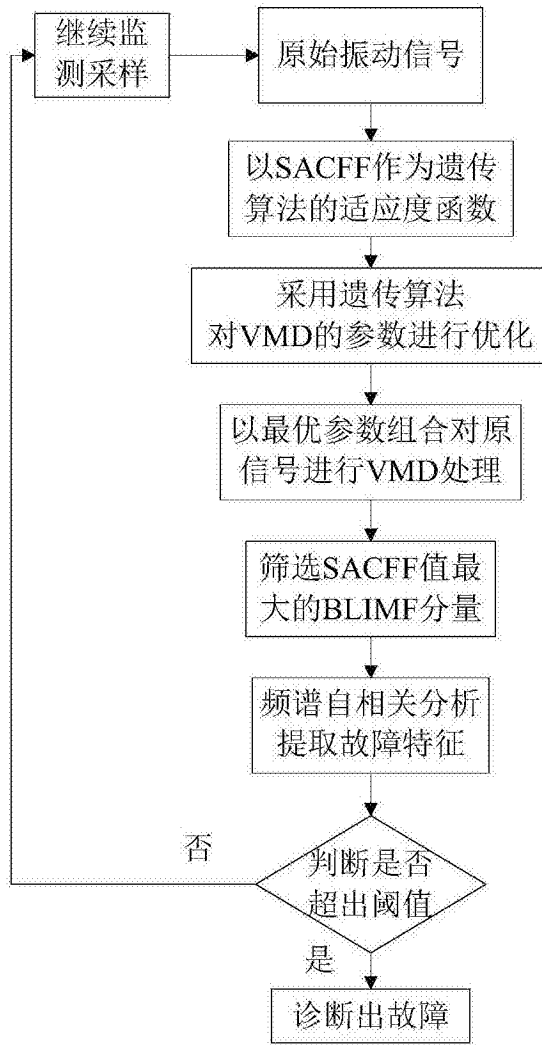 继续监
测采样
原始振动信号
以SACFF作为遗传
算法的适应度函数
采用遗传算法
对VMD的参数进行优化
以最优参数组合对原
信号进行VMD处理
筛选SACFF值最
大的BLIMF分量
频谱自相关分析
提取故障特征
否
判断是否
超出阈值
是
诊断出故障